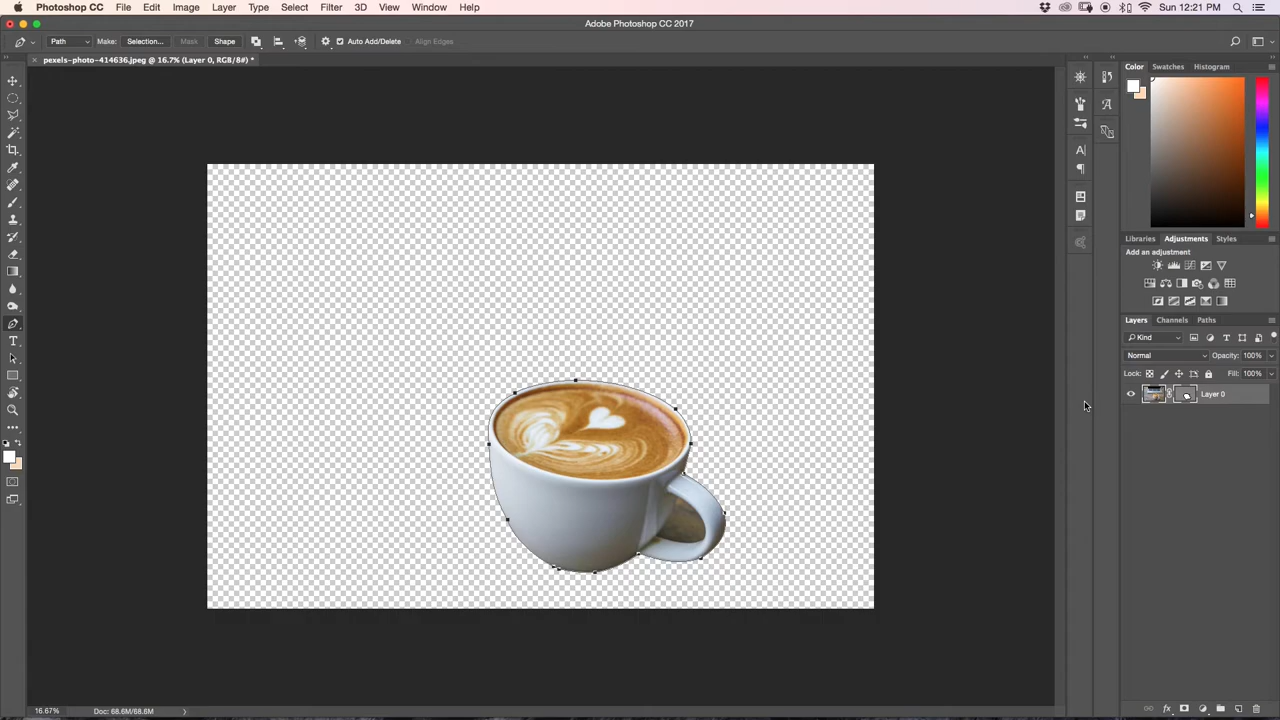 Photoshop CC File Edit Image Layer Type Select Filter 3D View Window Help Sun 12:21 PM
Adobe Photoshop CC 2017
Path Make: Selection... Mask Shape Auto Add/Delete Align Edges
pexels-photo-414636.jpeg @ 16.7% (Layer 0, RGB/8#) *
Color Swatches Histogram
Libraries Adjustments Styles
Add an adjustment
Layers Channels Paths
Kind
Normal Opacity: 100%
Lock: Fill: 100%
Layer 0
16.67% Doc: 68.6M/68.6M